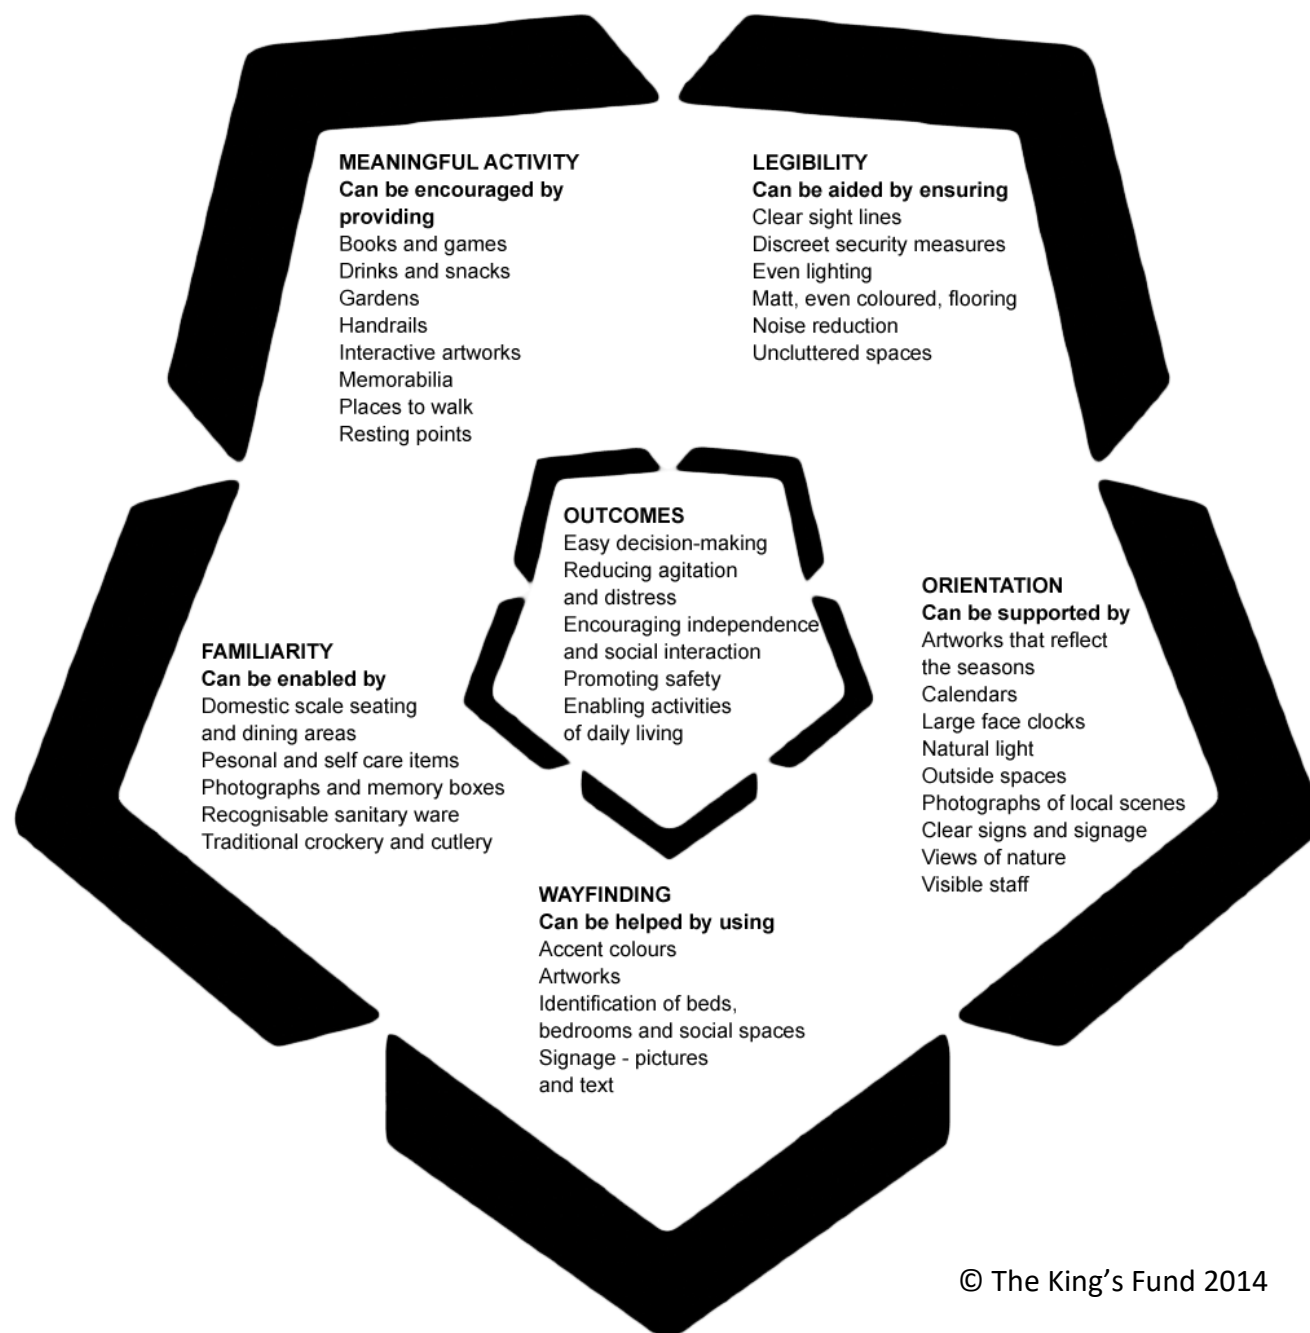 MEANINGFUL ACTIVITY
Can be encouraged by
providing
Books and games
Drinks and snacks
Gardens
Handrails
Interactive artworks
Memorabilia
Places to walk
Resting points
LEGIBILITY
Can be aided by ensuring
Clear sight lines
Discreet security measures
Even lighting
Matt, even coloured, flooring
Noise reduction
Uncluttered spaces
OUTCOMES
Easy decision-making
Reducing agitation
and distress
Encouraging independence
and social interaction
Promoting safety
Enabling activities
of daily living
FAMILIARITY
Can be enabled by
Domestic scale seating
and dining areas
Pesonal and self care items
Photographs and memory boxes
Recognisable sanitary ware
Traditional crockery and cutlery
ORIENTATION
Can be supported by
Artworks that reflect
the seasons
Calendars
Large face clocks
Natural light
Outside spaces
Photographs of local scenes
Clear signs and signage
Views of nature
Visible staff
WAYFINDING
Can be helped by using
Accent colours
Artworks
Identification of beds,
bedrooms and social spaces
Signage - pictures
and text
© The King’s Fund 2014